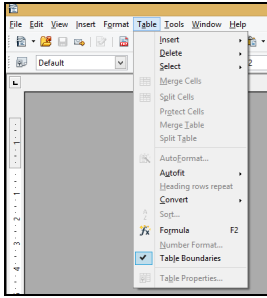 File Edit View Insert Format Table Tools Window Help
Insert
Delete
Default
Select
2
Merge Cells
Split Cells
Protect Cells
Merge Table
Split Table
AutoFormat...
Autofit
Heading rows repeat
Convert
Sort...
Formula F2
Number Format...
Table Boundaries
Table Properties...